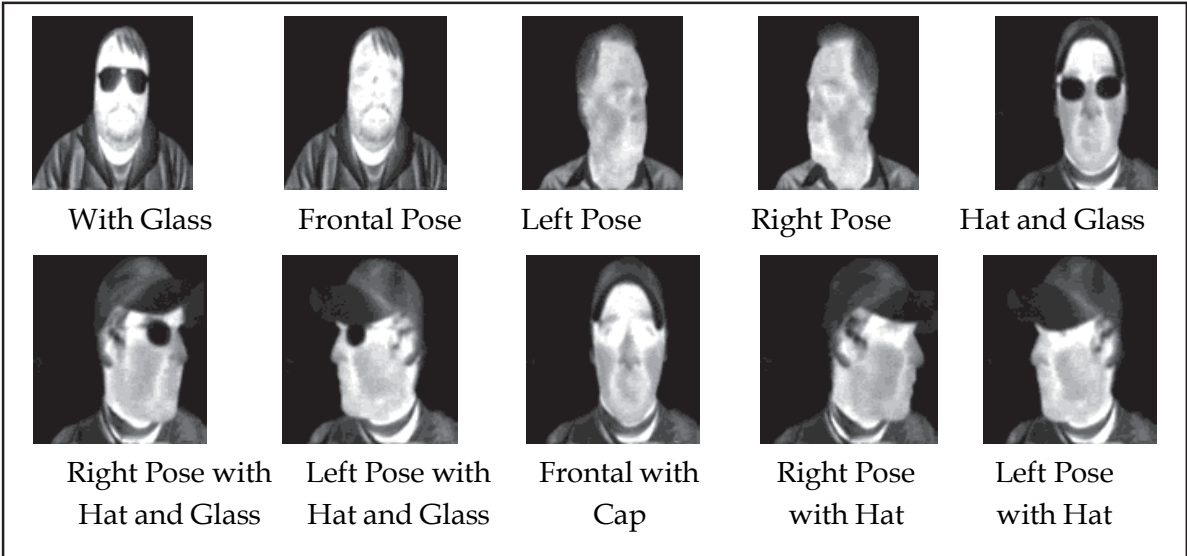 With Glass
Frontal Pose
Left Pose
Right Pose
Hat and Glass
Right Pose with
Hat and Glass
Left Pose with
Hat and Glass
Frontal with
Cap
Right Pose
with Hat
Left Pose
with Hat